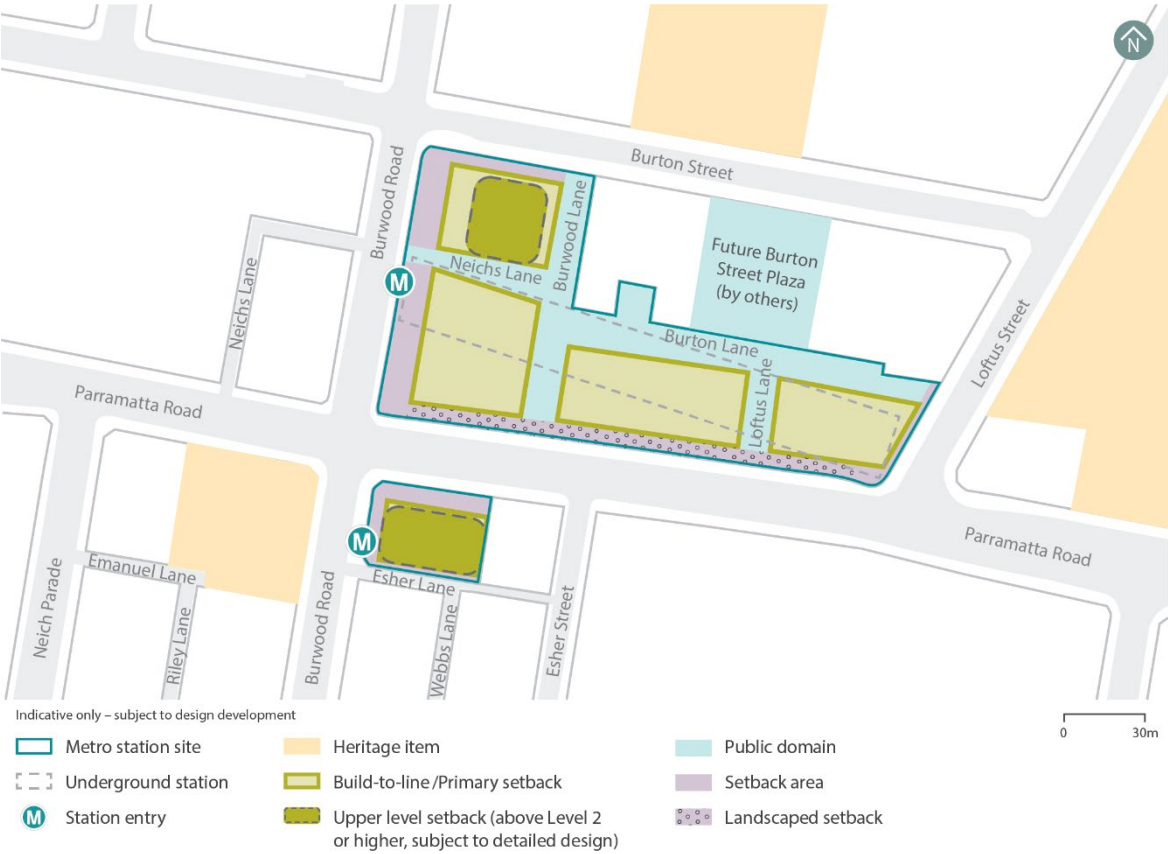 N
Burton Street
Burwood Road
Burwood Lane
Future Burton
Street Plaza
(by others)
Neichs Lane
Neichs Lane
M
Burton Lane
Loftus Street
Loftus Lane
Parramatta Road
Parramatta Road
M
Emanuel Lane
Esher Lane
Neich Parade
Riley Lane
Burwood Road
Webbs Lane
Esher Street
Indicative only – subject to design development
0
30m
Metro station site
Heritage item
Public domain
Underground station
Build-to-line/Primary setback
Setback area
M
Station entry
Upper level setback (above Level 2
or higher, subject to detailed design)
Landscaped setback